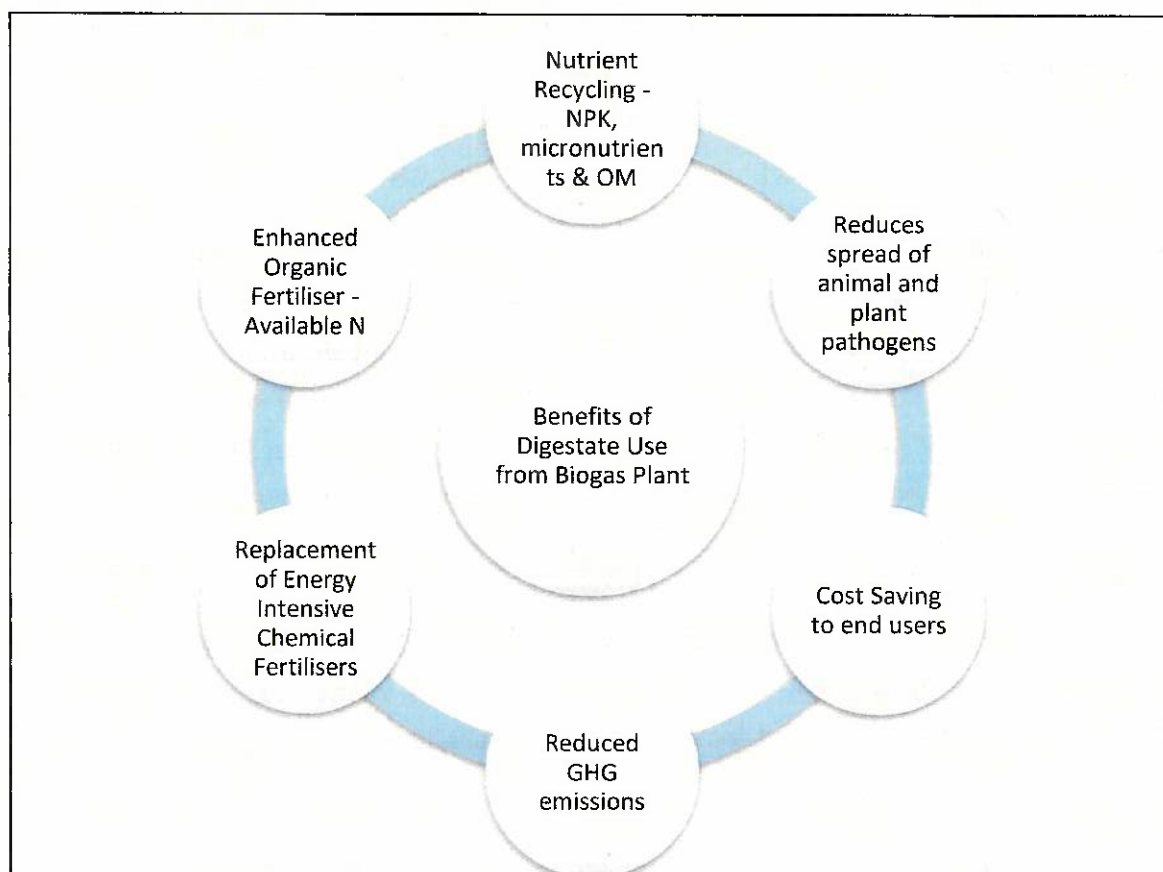 Nutrient
Recycling -
NPK,
micronutrien
ts & OM
Reduces
spread of
animal and
plant
pathogens
Cost Saving
to end users
Reduced
GHG
emissions
Replacement
of Energy
Intensive
Chemical
Fertilisers
Enhanced
Organic
Fertiliser -
Available N
Benefits of
Digestate Use
from Biogas Plant